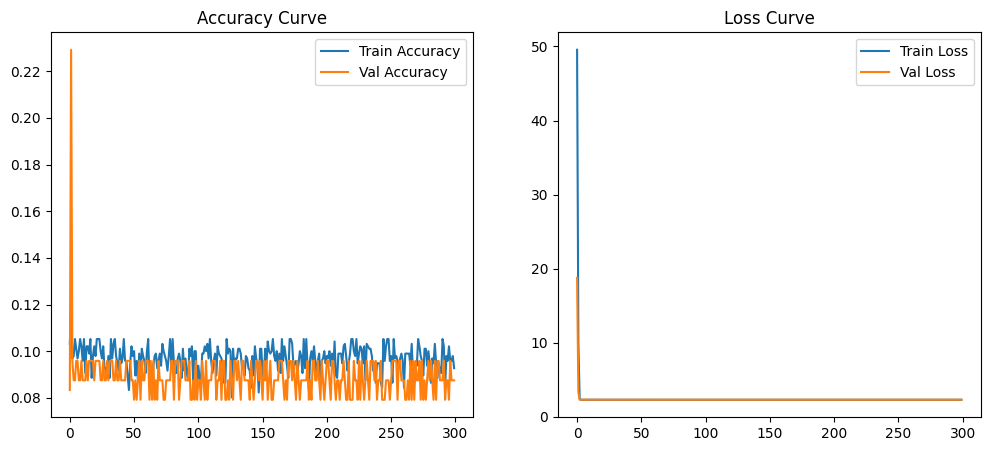 Accuracy Curve
Train Accuracy
Val Accuracy
0.22
0.20
0.18
0.16
0.14
0.12
0.10
0.08
0 50 100 150 200 250 300
Loss Curve
Train Loss
Val Loss
50
40
30
20
10
0
0 50 100 150 200 250 300